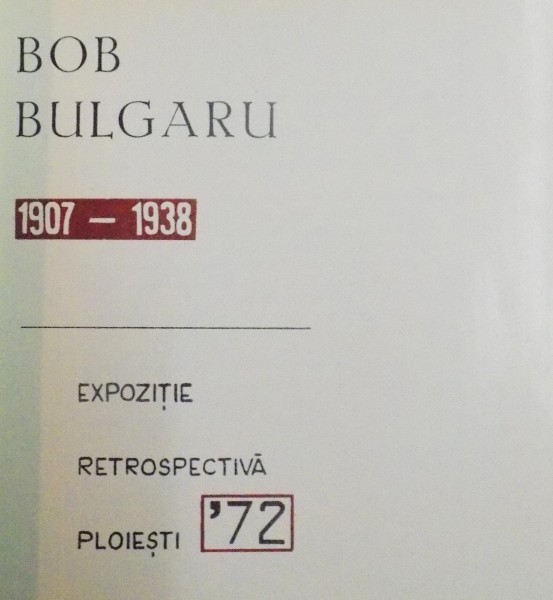 BOB
BULGARU
1907 — 1938
EXPOZIȚIE
RETROSPECTIVĂ
PLOIEȘTI '72